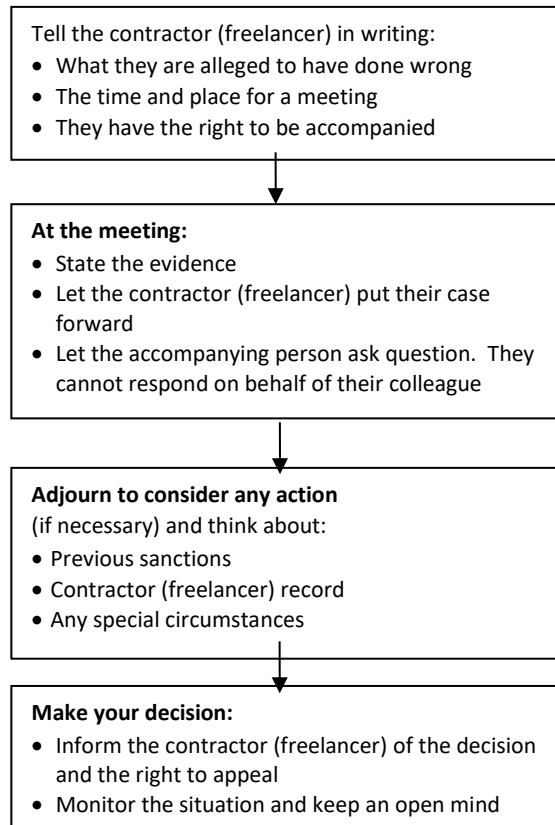 Tell the contractor (freelancer) in writing:
• What they are alleged to have done wrong
• The time and place for a meeting
• They have the right to be accompanied
At the meeting:
• State the evidence
• Let the contractor (freelancer) put their case
forward
• Let the accompanying person ask question.  They
cannot respond on behalf of their colleague
Adjourn to consider any action
(if necessary) and think about:
• Previous sanctions
• Contractor (freelancer) record
• Any special circumstances
Make your decision:
• Inform the contractor (freelancer) of the decision
and the right to appeal
• Monitor the situation and keep an open mind